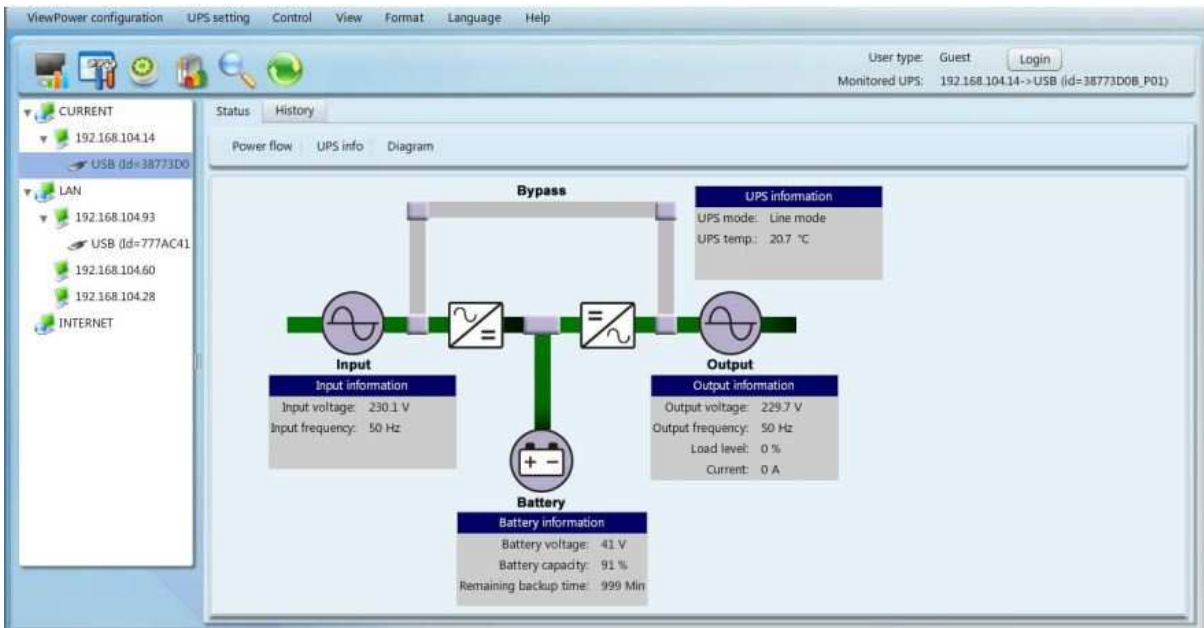 ViewPower configuration UPS setting Control View Format Language Help
User type: Guest Login
Monitored UPS: 192.168.104.14->USB (id=38773D0B_P01)
CURRENT
192.168.104.14
USB (Id=38773D0
LAN
192.168.104.93
USB (Id=777AC41
192.168.104.60
192.168.104.28
INTERNET
Status History
Power flow UPS info Diagram
Bypass
UPS information
UPS mode: Line mode
UPS temp.: 20.7 °C
Input
Input information
Input voltage: 230.1 V
Input frequency: 50 Hz
Output
Output information
Output voltage: 229.7 V
Output frequency: 50 Hz
Load level: 0 %
Current: 0 A
Battery
Battery information
Battery voltage: 41 V
Battery capacity: 91 %
Remaining backup time: 999 Min